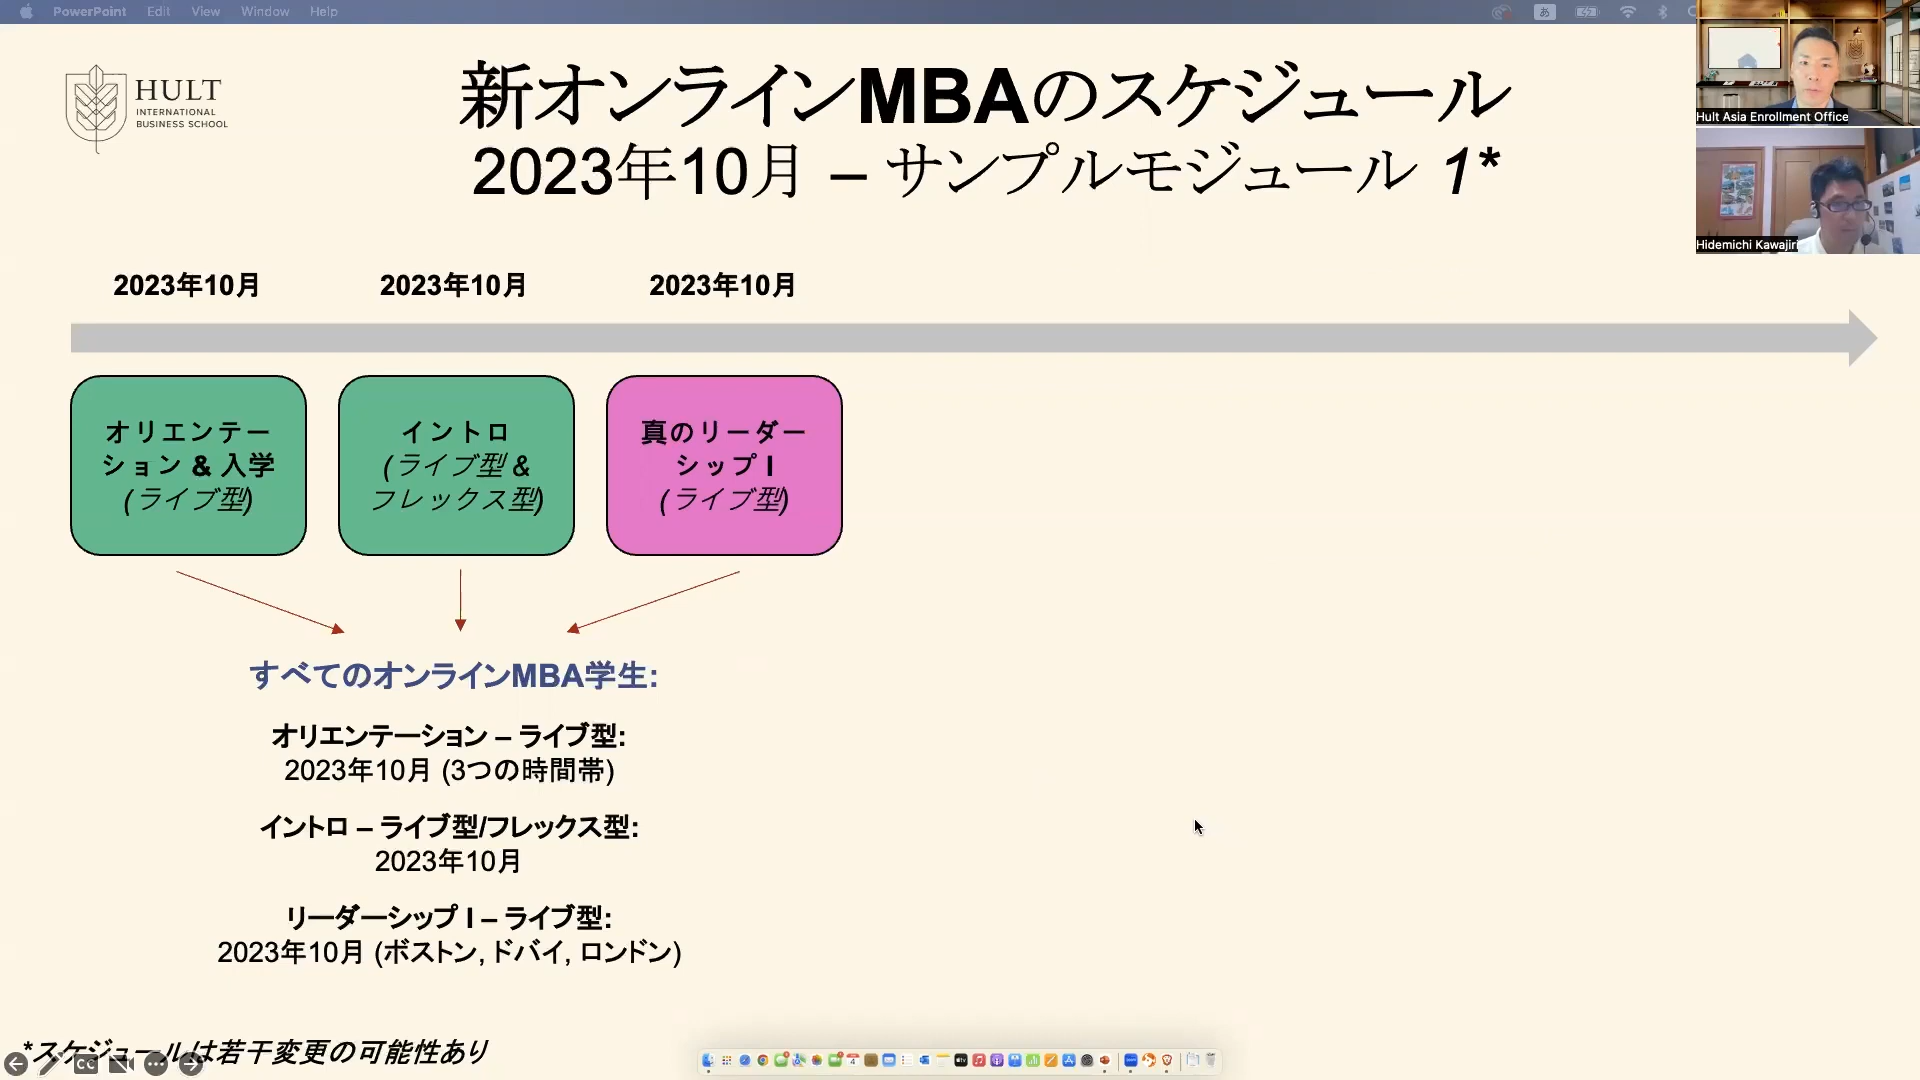 PowerPoint Edit View Window Help
あ
HULT
INTERNATIONAL
BUSINESS SCHOOL
新オンラインMBAのスケジュール
2023年10月 – サンプルモジュール 1*
Hult Asia Enrollment Office
Hidemichi Kawajiri
2023年10月 2023年10月 2023年10月
オリエンテー
ション & 入学
(ライブ型)
イントロ
(ライブ型 &
フレックス型)
真のリーダー
シップ I
(ライブ型)
すべてのオンラインMBA学生:
オリエンテーション – ライブ型:
2023年10月 (3つの時間帯)
イントロ – ライブ型/フレックス型:
2023年10月
リーダーシップ I – ライブ型:
2023年10月 (ボストン, ドバイ, ロンドン)
*スケジュールは若干変更の可能性あり
CC